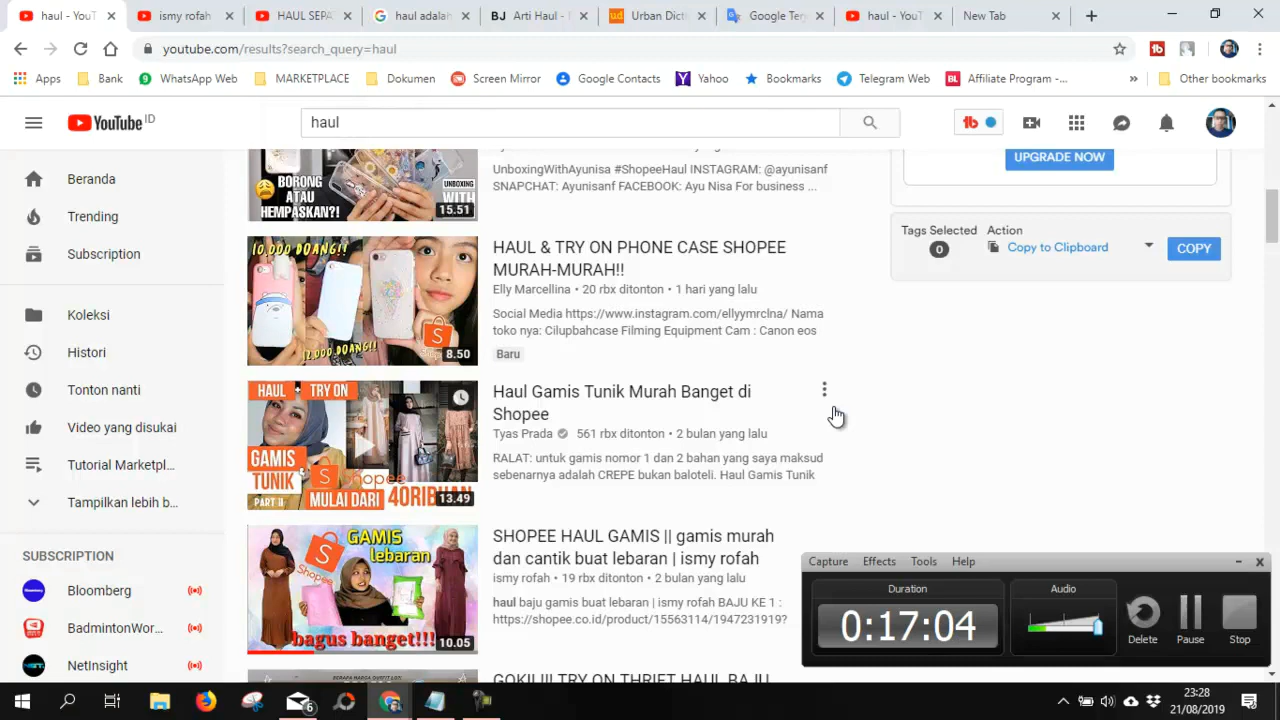 haul - YouT
ismy rofah
HAUL SEPA
haul adalah
BJ Arti Haul -
ud Urban Dicti
Google Ter
haul - YouT
New Tab
youtube.com/results?search_query=haul
Apps
Bank
WhatsApp Web
MARKETPLACE
Dokumen
Screen Mirror
Google Contacts
Yahoo
Bookmarks
Telegram Web
BL Affiliate Program -...
Other bookmarks
YouTube ID
haul
tb
Beranda
Trending
Subscription
Koleksi
Histori
Tonton nanti
Video yang disukai
Tutorial Marketpl...
Tampilkan lebih b...
SUBSCRIPTION
Bloomberg
BadmintonWor...
NetInsight
BORONG
ATAU
HEMPASKAN?!
UNBOXING
WITH
15.51
UnboxingWithAyunisa #ShopeeHaul INSTAGRAM: @ayunisanf
SNAPCHAT: Ayunisanf FACEBOOK: Ayu Nisa For business ...
10.000 DOANG!!
12.000 DOANG!!
8.50
HAUL & TRY ON PHONE CASE SHOPEE
MURAH-MURAH!!
Elly Marcellina • 20 rbx ditonton • 1 hari yang lalu
Social Media https://www.instagram.com/ellyymrclna/ Nama
toko nya: Cilupbahcase Filming Equipment Cam : Canon eos
Baru
HAUL + TRY ON
GAMIS
TUNIK
PART II
Shopee
MULAI DARI 40RIBUAN
13.49
Haul Gamis Tunik Murah Banget di
Shopee
Tyas Prada 561 rbx ditonton • 2 bulan yang lalu
RALAT: untuk gamis nomor 1 dan 2 bahan yang saya maksud
sebenarnya adalah CREPE bukan baloteli. Haul Gamis Tunik
GAMIS
lebaran
Shopee
bagus banget!!!
10.05
SHOPEE HAUL GAMIS || gamis murah
dan cantik buat lebaran | ismy rofah
ismy rofah • 19 rbx ditonton • 2 bulan yang lalu
haul baju gamis buat lebaran | ismy rofah BAJU KE 1 :
https://shopee.co.id/product/15563114/1947231919?
GOKIL!!! TRY ON THRIFT HAUL BAJU
UPGRADE NOW
Tags Selected
0
Action
Copy to Clipboard
COPY
Capture Effects Tools Help
Duration
0:17:04
Audio
Delete
Pause
Stop
6
23:28
21/08/2019